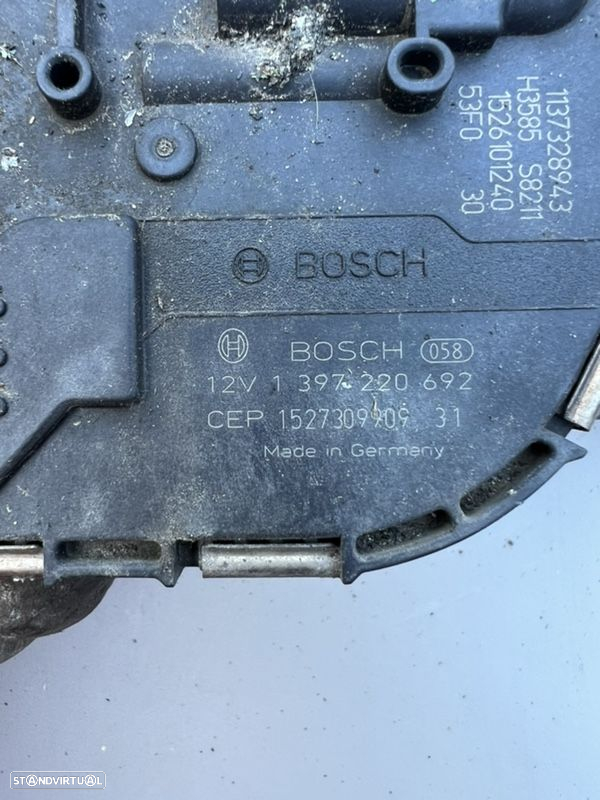 1137328943
H3585 S8211
1526101240
53F0 30
BOSCH
BOSCH 058
12V 1 397 220 692
CEP 1527309909 31
Made in Germany
STANDVIRTUAL